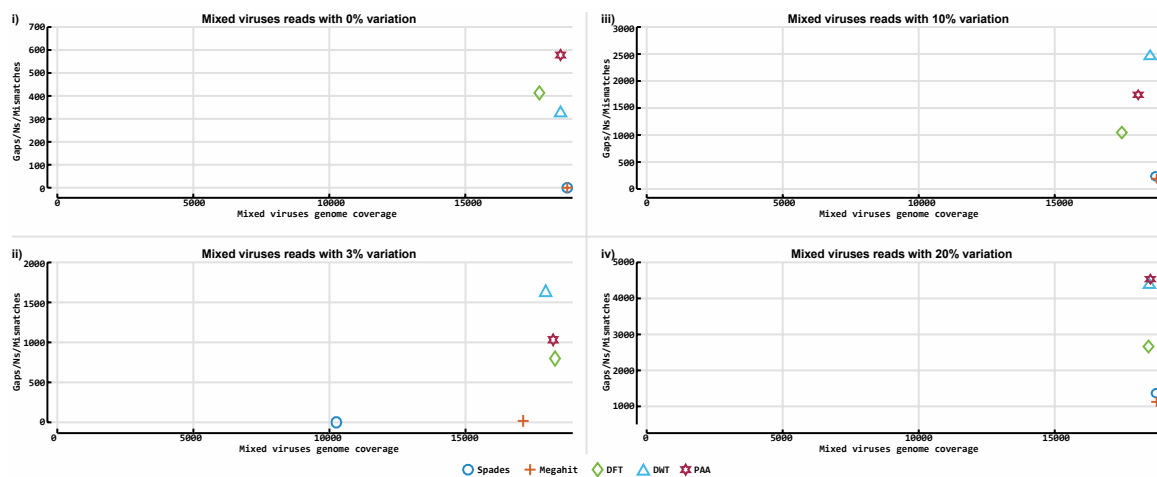 i)
Mixed viruses reads with 0% variation
Gaps/Ns/Mismatches
700
600
500
400
300
200
100
0
0 5000 10000 15000
Mixed viruses genome coverage
iii)
Mixed viruses reads with 10% variation
Gaps/Ns/Mismatches
3000
2500
2000
1500
1000
500
0
0 5000 10000 15000
Mixed viruses genome coverage
ii)
Mixed viruses reads with 3% variation
Gaps/Ns/Mismatches
2000
1500
1000
500
0
0 5000 10000 15000
Mixed viruses genome coverage
iv)
Mixed viruses reads with 20% variation
Gaps/Ns/Mismatches
5000
4000
3000
2000
1000
0 5000 10000 15000
Mixed viruses genome coverage
Spades Megahit DFT DWT PAA